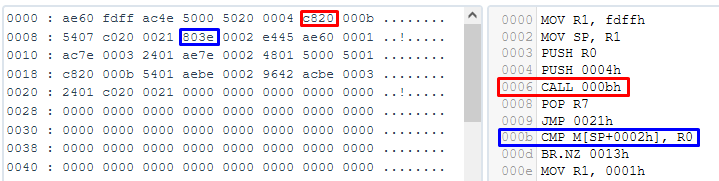 0000 : ae60 fdff ac4e 5000 5020 0004 c820 000b ........
0008 : 5407 c020 0021 803e 0002 e445 ae60 0001 ..!.....
0010 : ac7e 0003 2401 ae7e 0002 4801 5000 5001 ........
0018 : c820 000b 5401 aebe 0002 9642 acbe 0003 ........
0020 : 2401 c020 0021 0000 0000 0000 0000 0000 ..!.....
0028 : 0000 0000 0000 0000 0000 0000 0000 0000 ........
0030 : 0000 0000 0000 0000 0000 0000 0000 0000 ........
0038 : 0000 0000 0000 0000 0000 0000 0000 0000 ........
0040 : 0000 0000 0000 0000 0000 0000 0000 0000 ........
0000 MOV R1, fdffh
0002 MOV SP, R1
0003 PUSH R0
0004 PUSH 0004h
0006 CALL 000bh
0008 POP R7
0009 JMP 0021h
000b CMP M[SP+0002h], R0
000d BR.NZ 0013h
000e MOV R1, 0001h